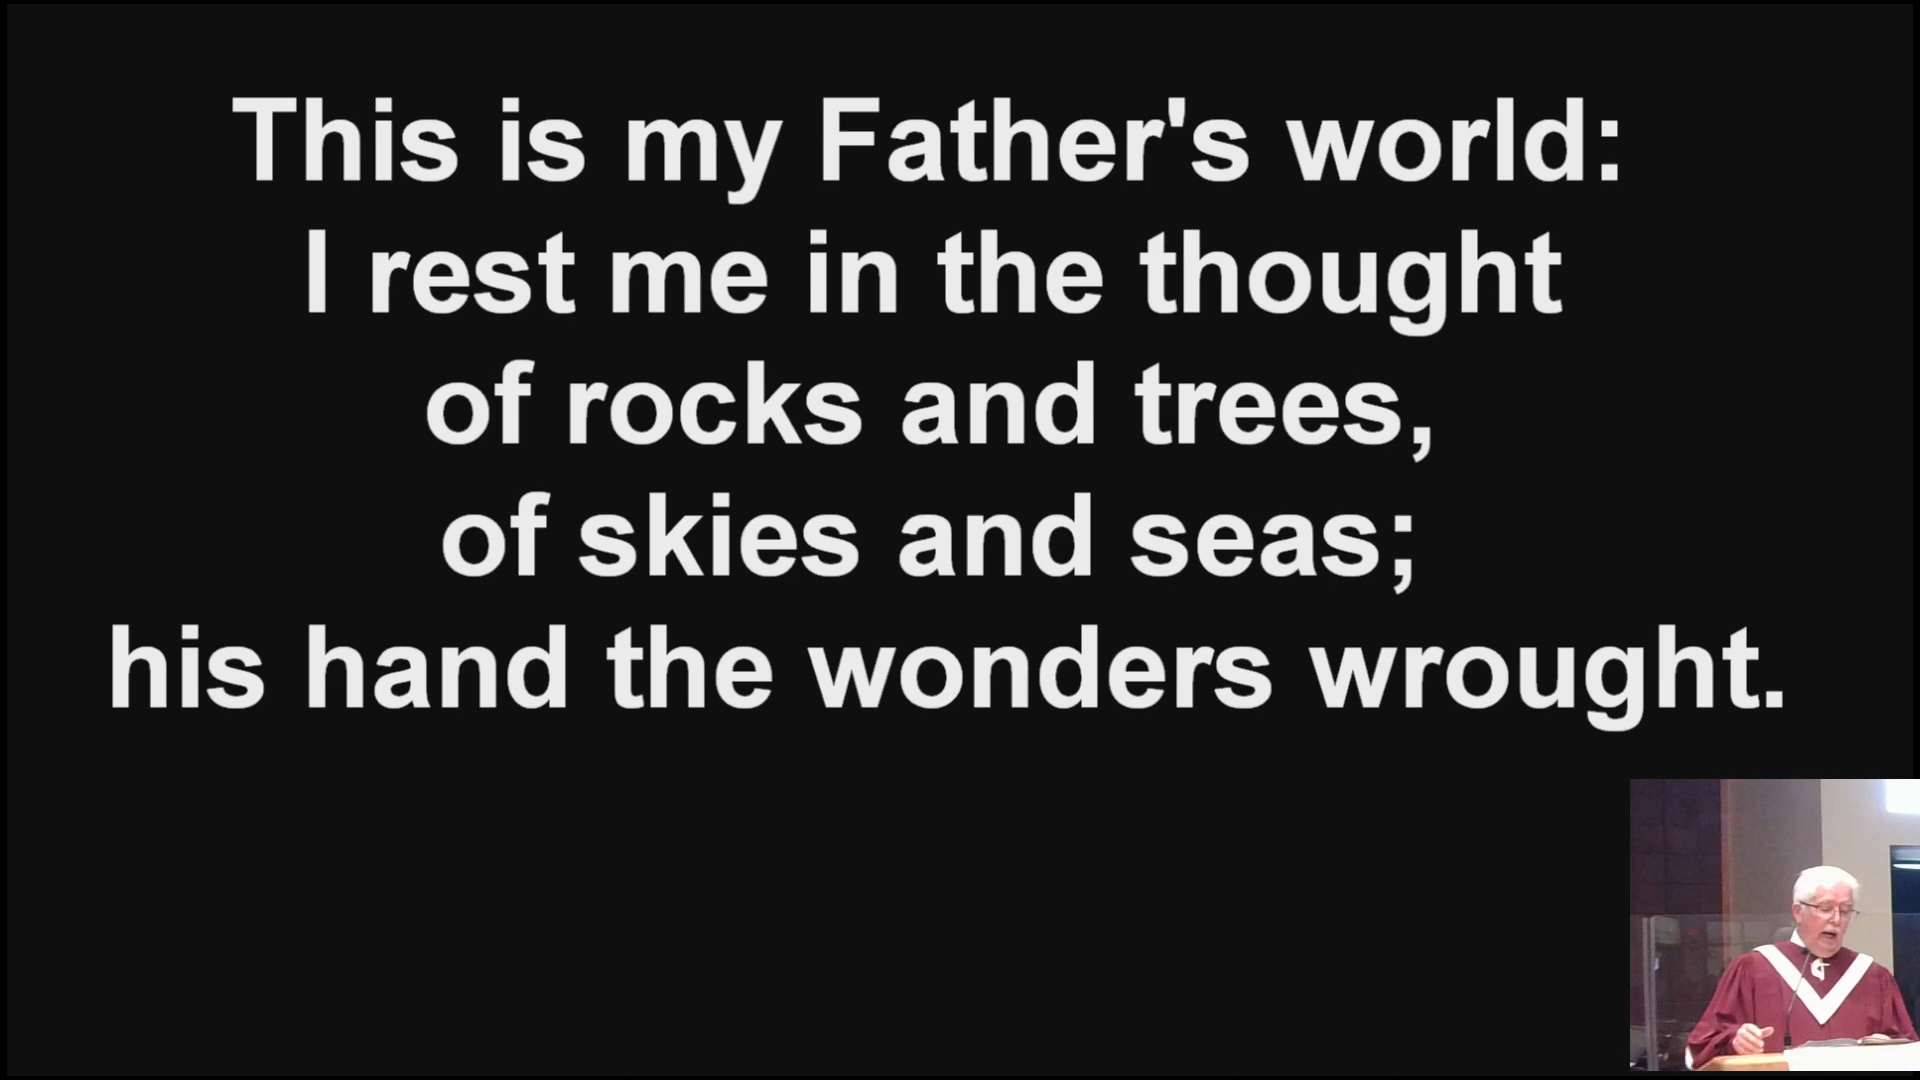 This is my Father's world:
I rest me in the thought
of rocks and trees,
of skies and seas;
his hand the wonders wrought.